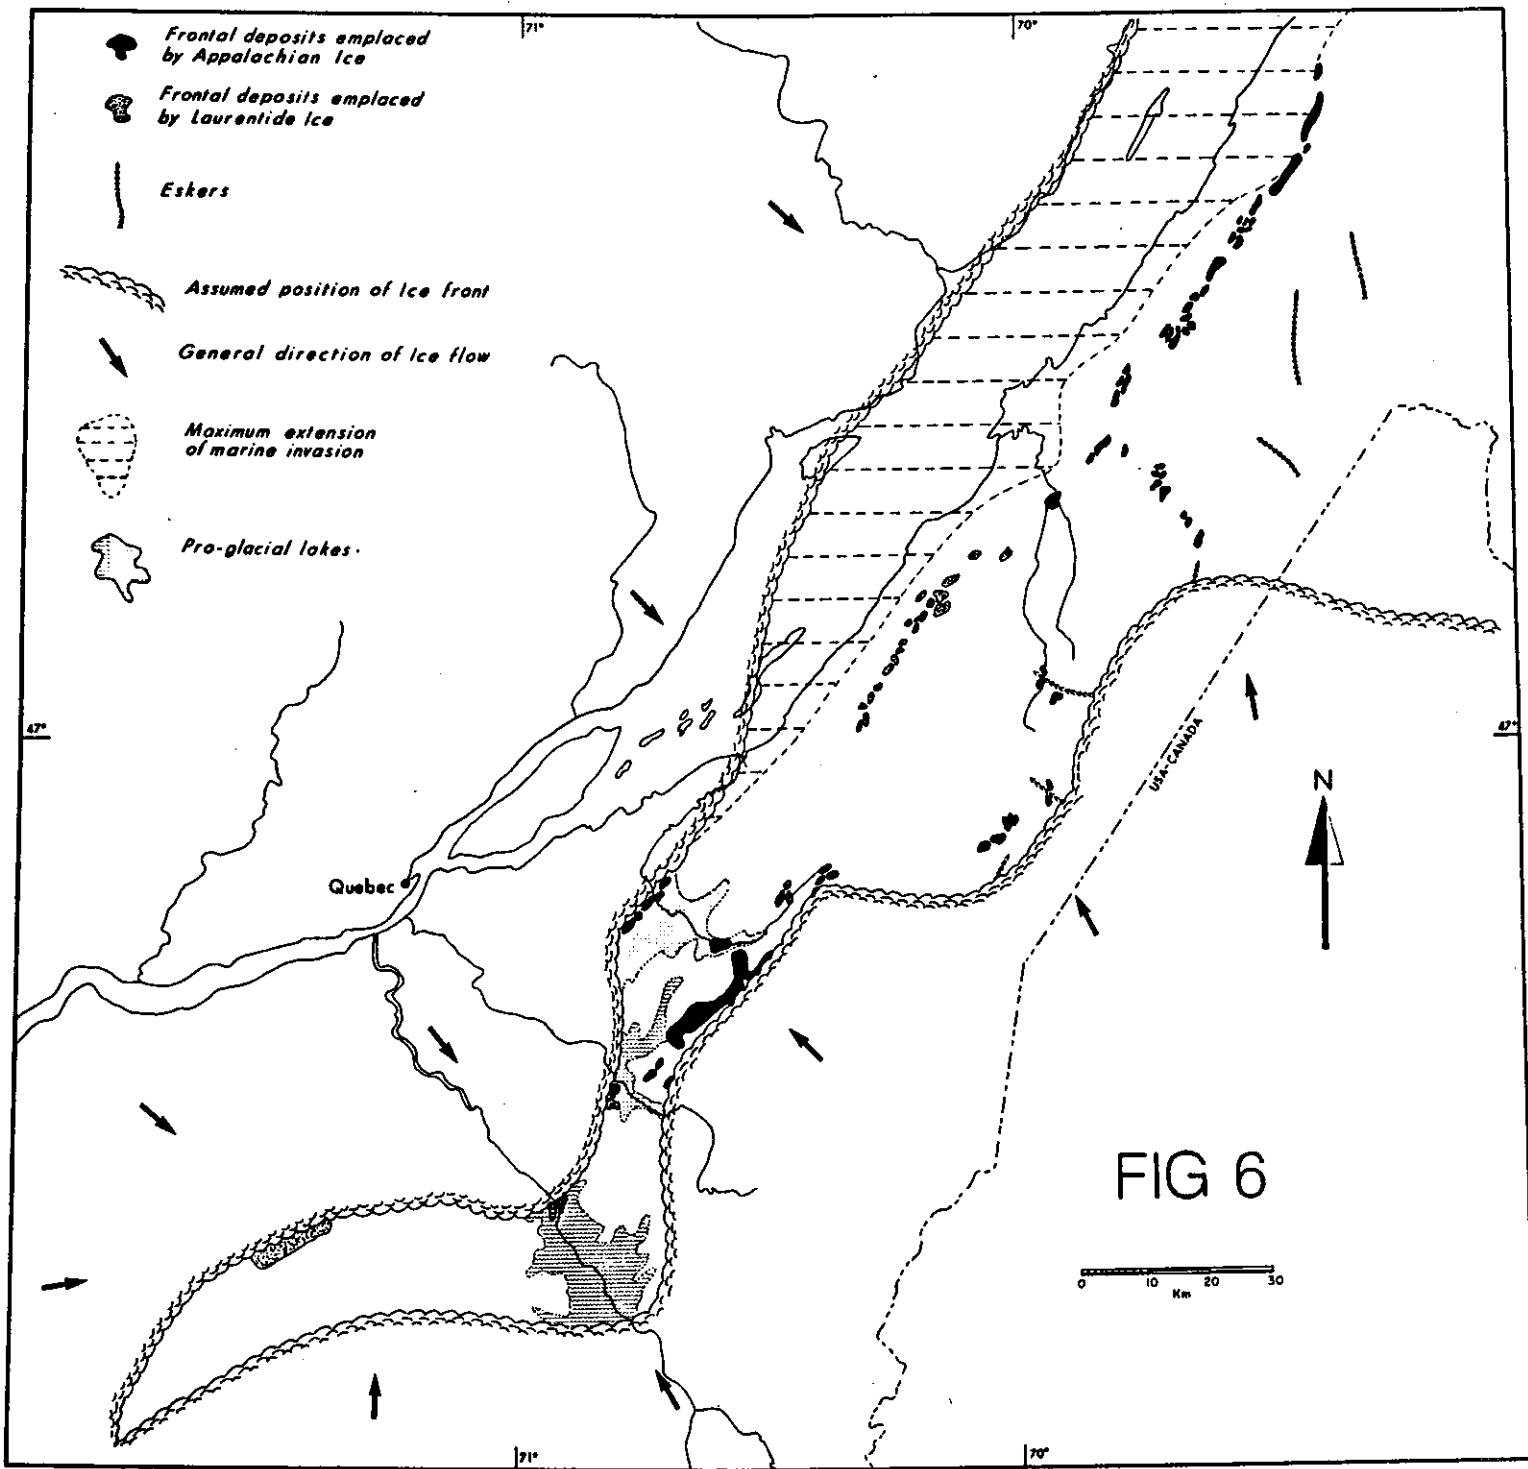 71°
70°
Frontal deposits emplaced
by Appalachian Ice
Frontal deposits emplaced
by Laurentide Ice
Eskers
Assumed position of Ice front
General direction of Ice flow
Maximum extension
of marine invasion
Pro-glacial lakes.
47°
47°
USA-CANADA
N
Quebec
FIG 6
0 10 20 30
Km
71°
70°